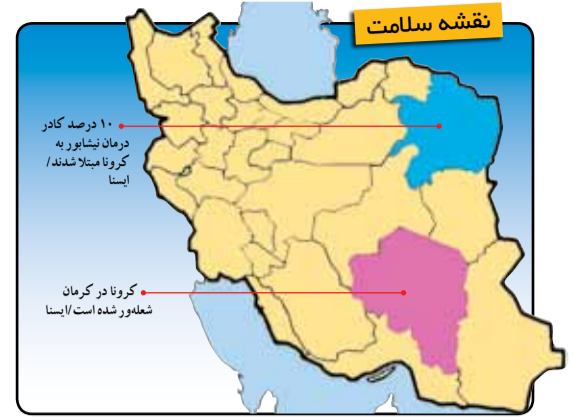 نقشه سلامت
۱۰ درصد کادر
درمان نیشابور به
کرونا مبتلا شدند/
ایسنا
کرونا در کرمان
شعله‌ور شده است/ایسنا